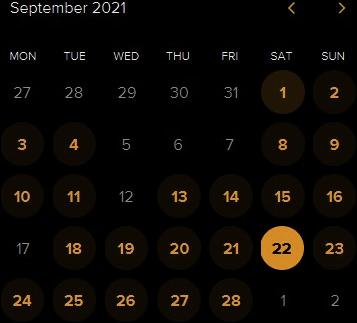 September 2021
MON TUE WED THU FRI SAT SUN
27 28 29 30 31 1 2
3 4 5 6 7 8 9
10 11 12 13 14 15 16
17 18 19 20 21 22 23
24 25 26 27 28 1 2